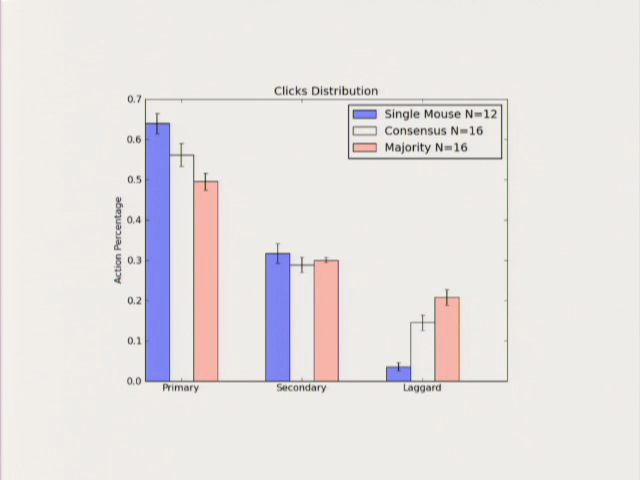 Clicks Distribution
0.7
0.6
0.5
0.4
0.3
0.2
0.1
0.0
Action Percentage
Single Mouse N=12
Consensus N=16
Majority N=16
Primary
Secondary
Laggard